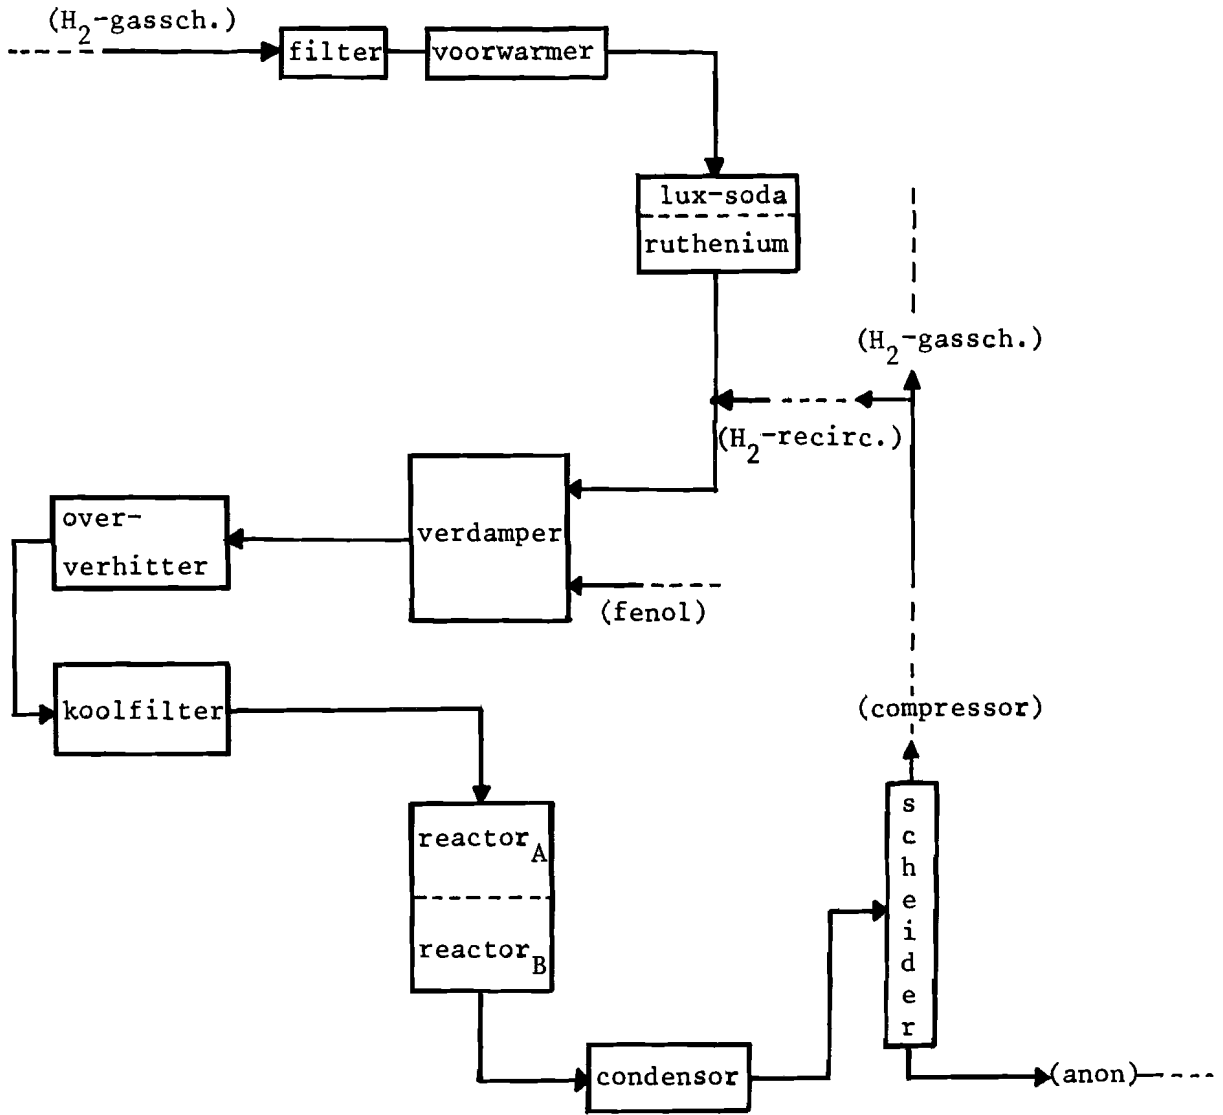 (H2-gassch.)
filter
voorwarmer
lux-soda
ruthenium
(H2-gassch.)
(H2-recirc.)
over-
verhitter
verdamper
(fenol)
koolfilter
(compressor)
reactorA
reactorB
scheider
condensor
(anon)